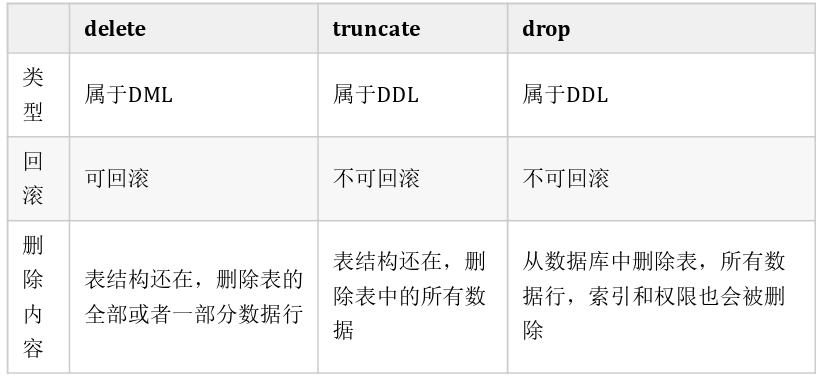 delete truncate drop
类型 属于DML 属于DDL 属于DDL
回滚 可回滚 不可回滚 不可回滚
删除内容
表结构还在，删除表的
全部或者一部分数据行
表结构还在，删
除表中的所有数
据
从数据库中删除表，所有数
据行，索引和权限也会被删
除